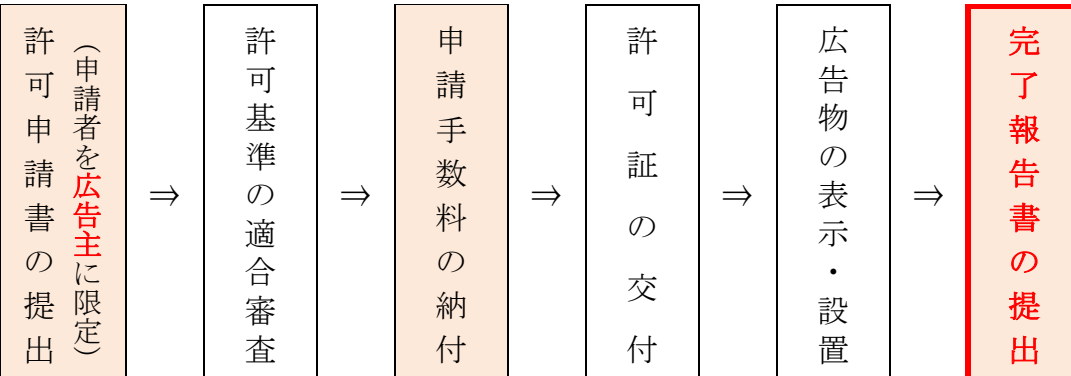 許可申請書の提出
（申請者を広告主に限定）
⇒
許可基準の適合審査
⇒
申請手数料の納付
⇒
許可証の交付
⇒
広告物の表示・設置
⇒
完了報告書の提出